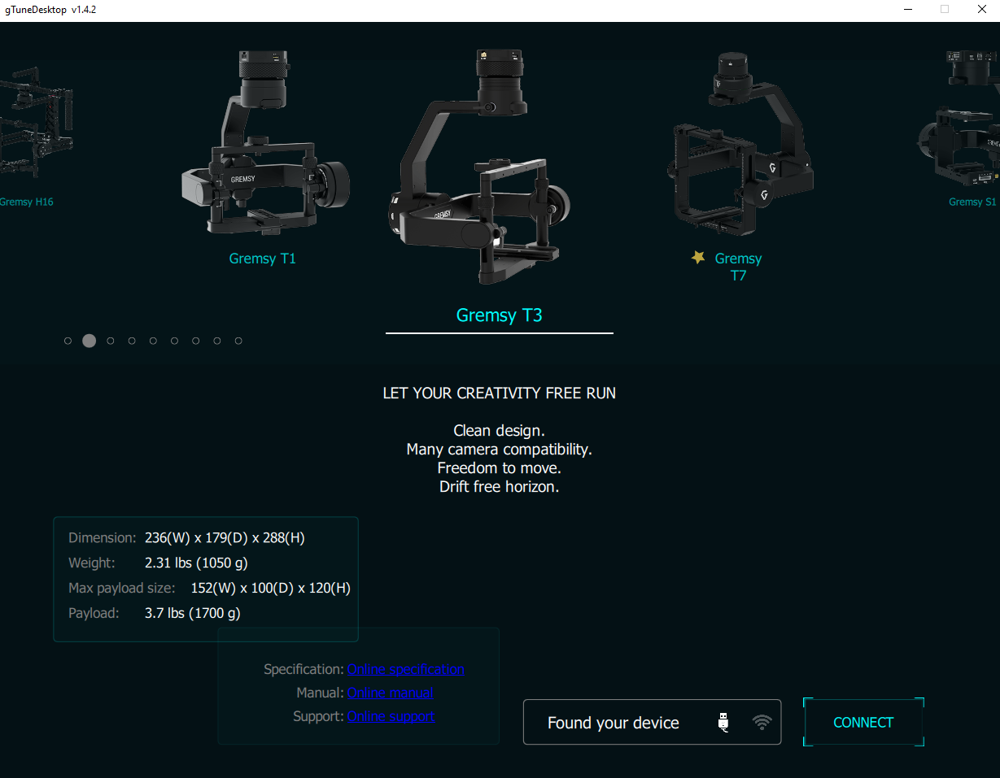 gTuneDesktop v1.4.2
GREMSY
GREMSY
Gremsy H16
Gremsy T1
Gremsy T3
Gremsy
T7
Gremsy S1
LET YOUR CREATIVITY FREE RUN
Clean design.
Many camera compatibility.
Freedom to move.
Drift free horizon.
Dimension: 236(W) x 179(D) x 288(H)
Weight: 2.31 lbs (1050 g)
Max payload size: 152(W) x 100(D) x 120(H)
Payload: 3.7 lbs (1700 g)
Specification: Online specification
Manual: Online manual
Support: Online support
Found your device
CONNECT